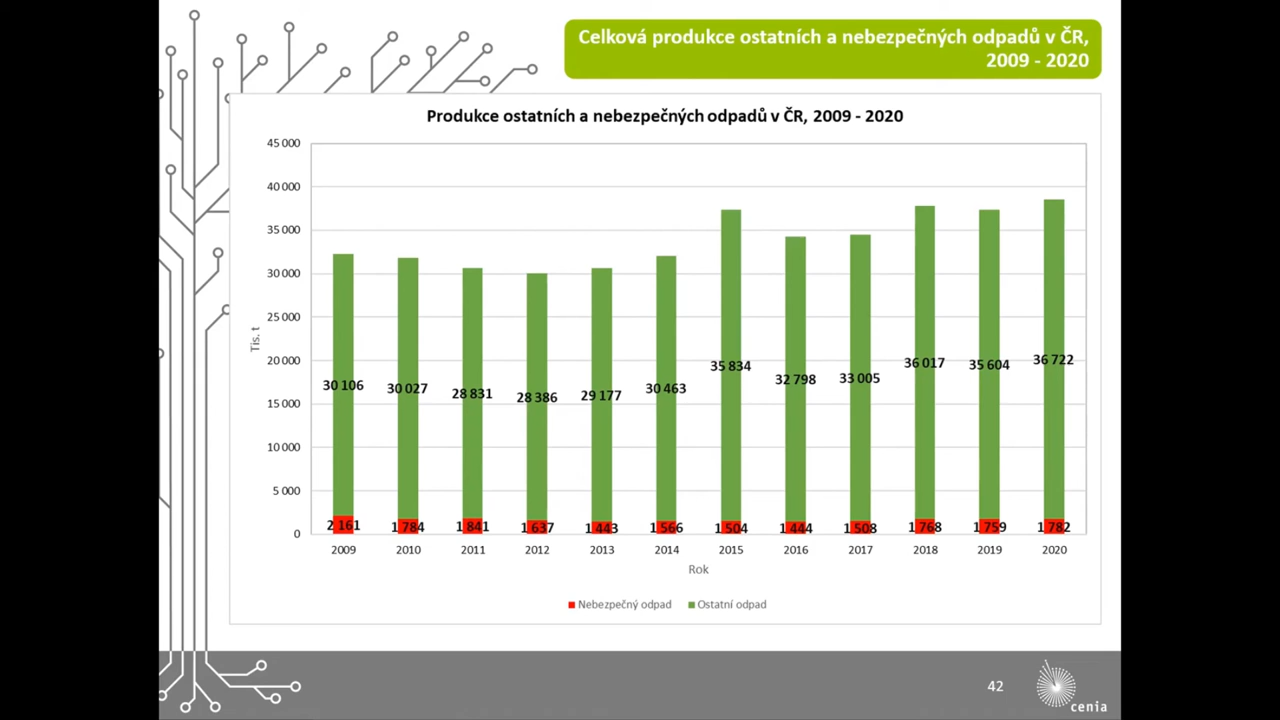 Celková produkce ostatních a nebezpečných odpadů v ČR,
2009 - 2020
Produkce ostatních a nebezpečných odpadů v ČR, 2009 - 2020
45 000
40 000
35 000
30 000
25 000
20 000
15 000
10 000
5 000
0
Tis. t
30 106 30 027 28 831 28 386 29 177 30 463 35 834 32 798 33 005 36 017 35 604 36 722
2 161 1 784 1 841 1 637 1 443 1 566 1 504 1 444 1 508 1 768 1 759 1 782
2009 2010 2011 2012 2013 2014 2015 2016 2017 2018 2019 2020
Rok
Nebezpečný odpad Ostatní odpad
42
cenia